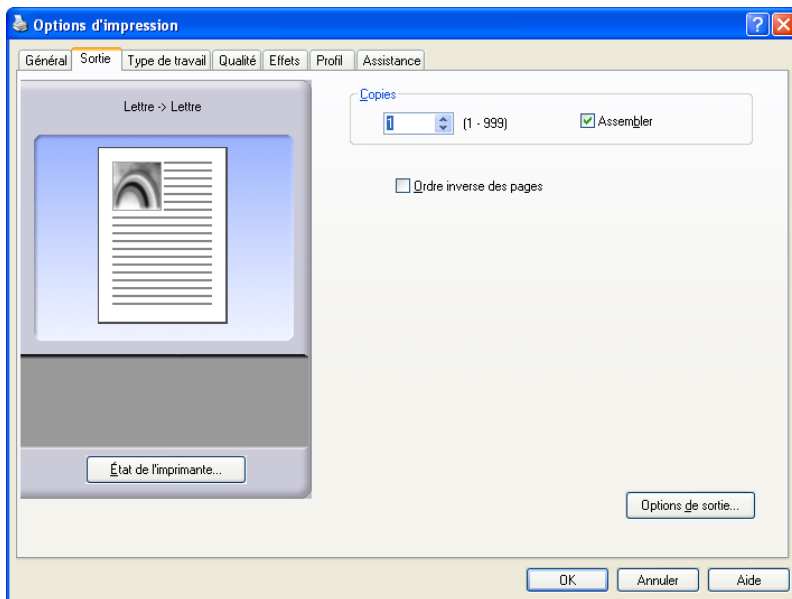 Options d'impression
Général Sortie Type de travail Qualité Effets Profil Assistance
Lettre -> Lettre
Copies
1 (1 - 999) Assembler
Ordre inverse des pages
État de l'imprimante...
Options de sortie...
OK Annuler Aide